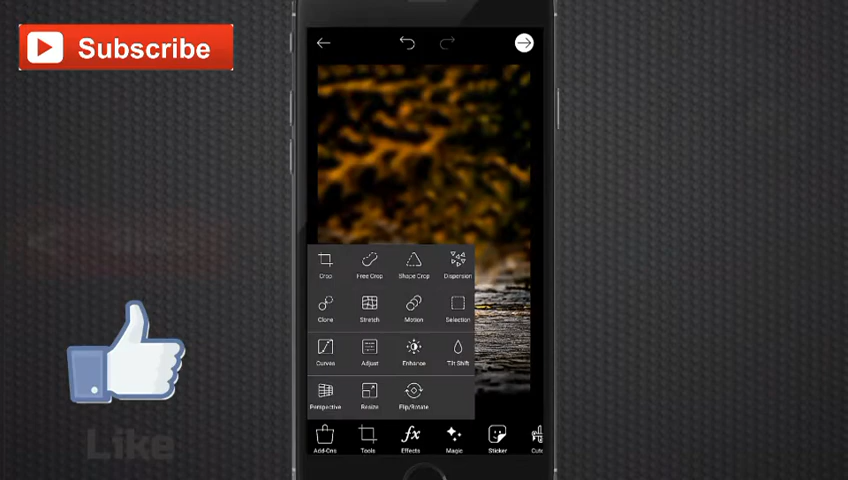 Subscribe
Crop Free Crop Shape Crop Dispersion
Clone Stretch Motion Selection
Curves Adjust Enhance Tilt Shift
Perspective Resize Flip/Rotate
fx
Add-Ons Tools Effects Magic Sticker
Like